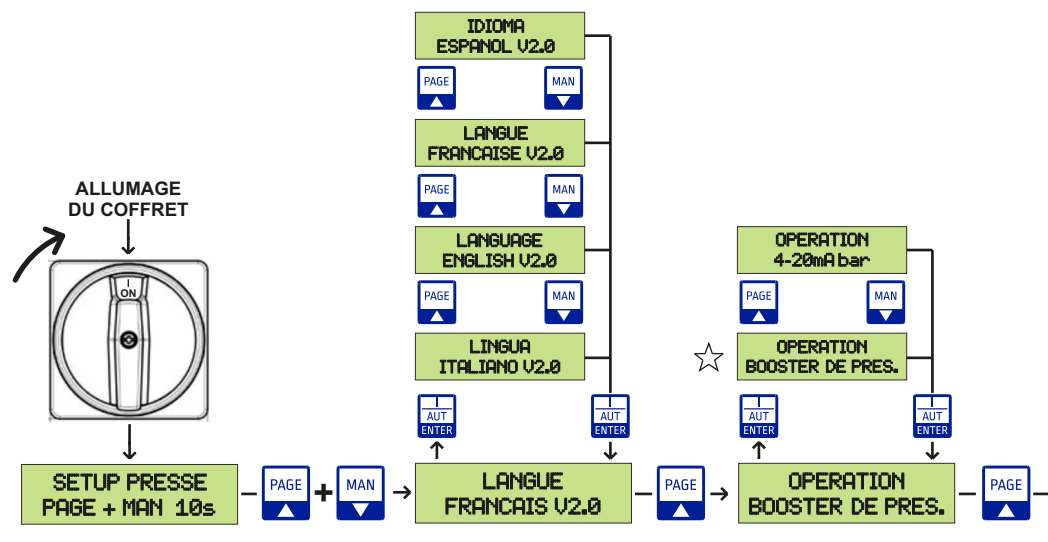 IDIOMA
ESPANOL V2.0
PAGE
MAN
LANGUE
FRANCAISE V2.0
PAGE
MAN
LANGUAGE
ENGLISH V2.0
PAGE
MAN
LINGUA
ITALIANO V2.0
AUT
ENTER
AUT
ENTER
ALLUMAGE
DU COFFRET
I
ON
OPERATION
4-20mA bar
PAGE
MAN
OPERATION
BOOSTER DE PRES.
AUT
ENTER
AUT
ENTER
SETUP PRESSE
PAGE + MAN 10s
PAGE
+
MAN
LANGUE
FRANCAIS V2.0
PAGE
OPERATION
BOOSTER DE PRES.
PAGE